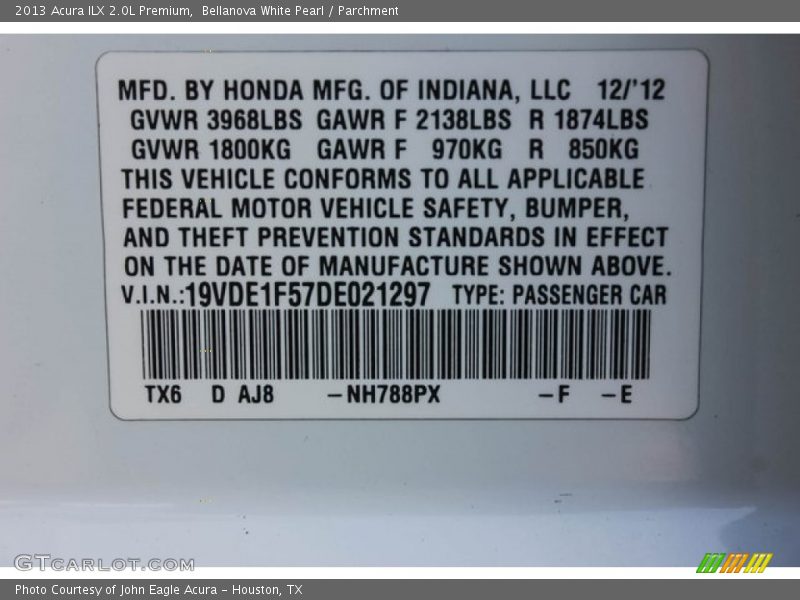 2013 Acura ILX 2.0L Premium,  Bellanova White Pearl / Parchment
MFD. BY HONDA MFG. OF INDIANA, LLC 12/'12
GVWR 3968LBS GAWR F 2138LBS R 1874LBS
GVWR 1800KG GAWR F 970KG R 850KG
THIS VEHICLE CONFORMS TO ALL APPLICABLE
FEDERAL MOTOR VEHICLE SAFETY, BUMPER,
AND THEFT PREVENTION STANDARDS IN EFFECT
ON THE DATE OF MANUFACTURE SHOWN ABOVE.
V.I.N.:19VDE1F57DE021297 TYPE: PASSENGER CAR
TX6 D AJ8 -NH788PX -F -E
GTCARLOT.COM
Photo Courtesy of John Eagle Acura - Houston, TX